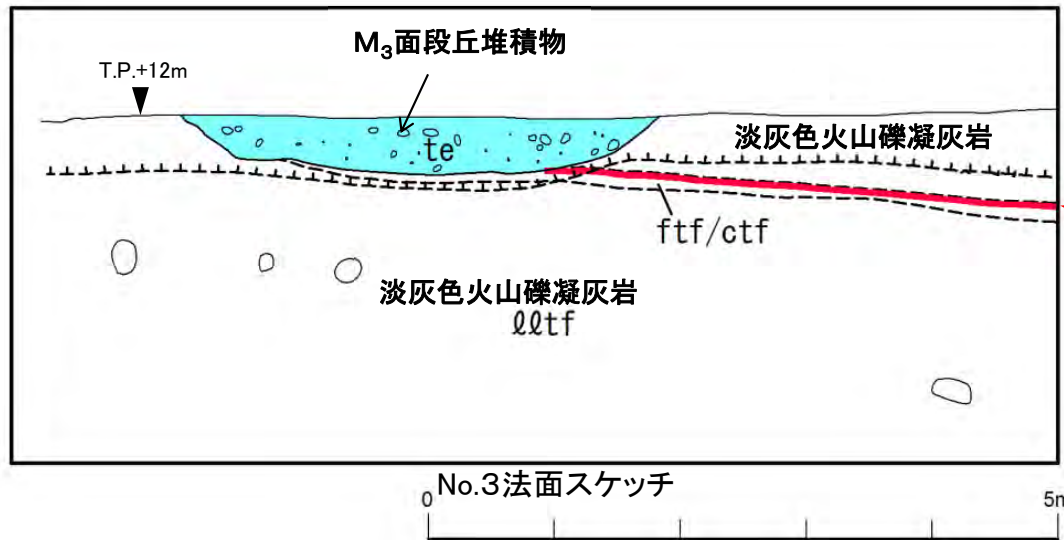 M₃面段丘堆積物
T.P.+12m
te
淡灰色火山礫凝灰岩
ftf/ctf
淡灰色火山礫凝灰岩
ℓℓtf
No.3法面スケッチ
0 5m